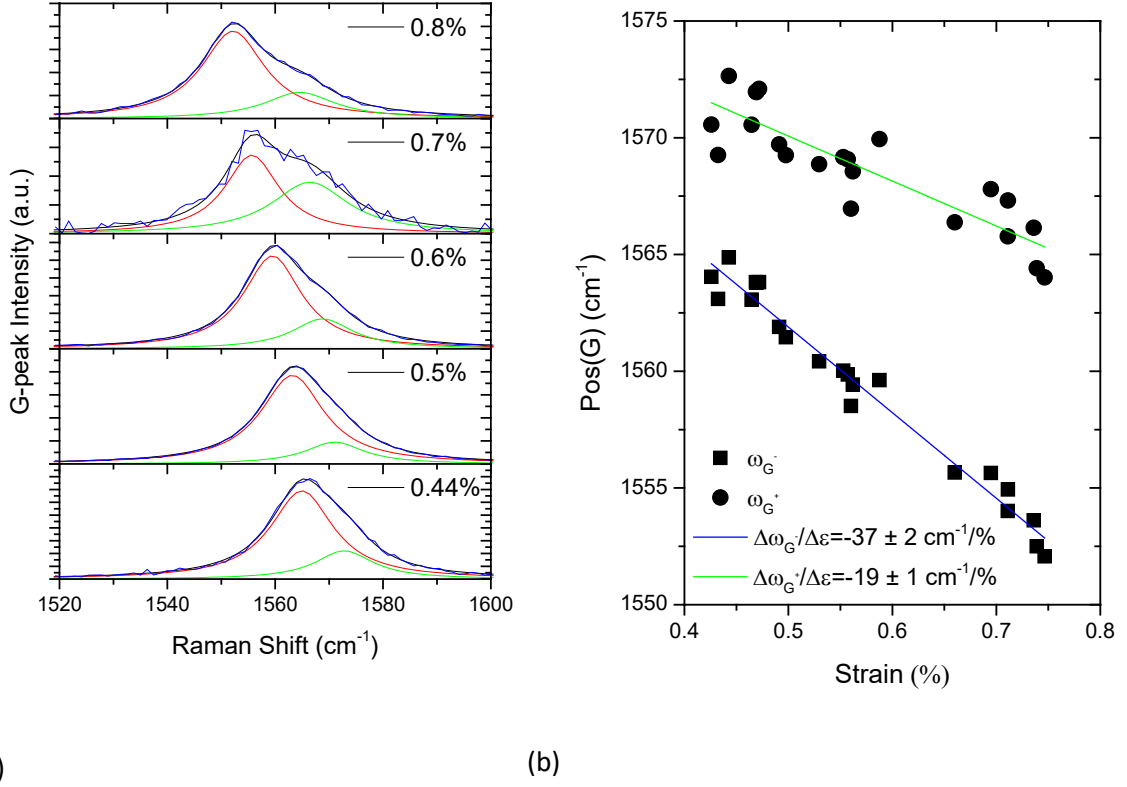 0.8%
0.7%
0.6%
0.5%
0.44%
G-peak Intensity (a.u.)
1520 1540 1560 1580 1600
Raman Shift (cm⁻¹)
)
1575
1570
1565
1560
1555
1550
Pos(G) (cm⁻¹)
ω_G⁻
ω_G⁺
Δω_G⁻/Δε=-37 ± 2 cm⁻¹/%
Δω_G⁺/Δε=-19 ± 1 cm⁻¹/%
0.4 0.5 0.6 0.7 0.8
Strain (%)
(b)